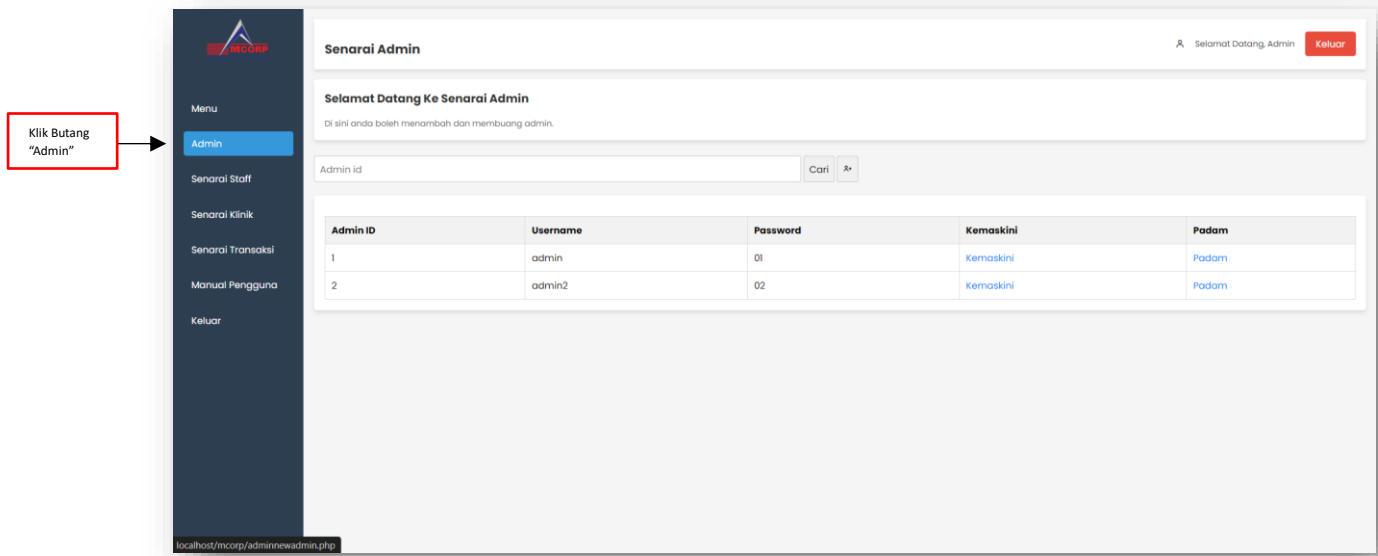 MCORP
Senarai Admin
Selamat Datang, Admin
Keluar
Klik Butang
“Admin”
Menu
Admin
Senarai Staff
Senarai Klinik
Senarai Transaksi
Manual Pengguna
Keluar
Selamat Datang Ke Senarai Admin
Di sini anda boleh menambah dan membuang admin.
Admin id
Cari
Admin ID Username Password Kemaskini Padam
1 admin 01 Kemaskini Padam
2 admin2 02 Kemaskini Padam
localhost/mcorp/adminnewadmin.php